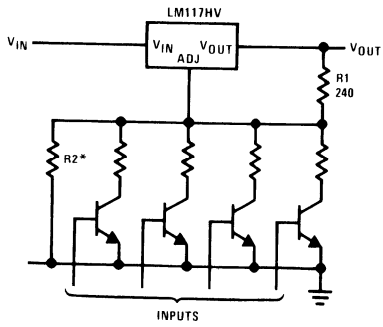 LM117HV
VIN VIN VOUT VOUT
ADJ
R1
240
R2*
INPUTS